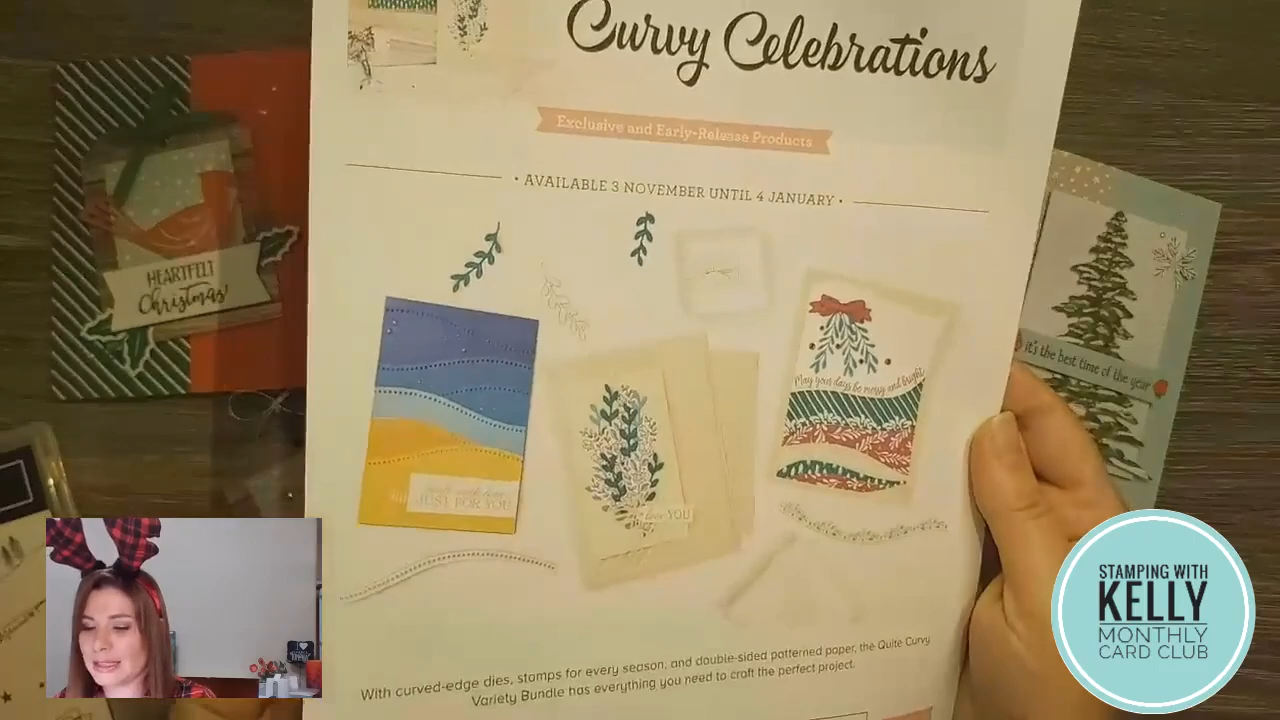 Curvy Celebrations
Exclusive and Early-Release Products
• AVAILABLE 3 NOVEMBER UNTIL 4 JANUARY •
HEARTFELT
Christmas!
it's the best time of the year
May your days be merry and bright
JUST FOR YOU
love YOU
With curved-edge dies, stamps for every season, and double-sided patterned paper, the Quite Curvy
Variety Bundle has everything you need to craft the perfect project.
STAMPING WITH
KELLY
MONTHLY
CARD CLUB